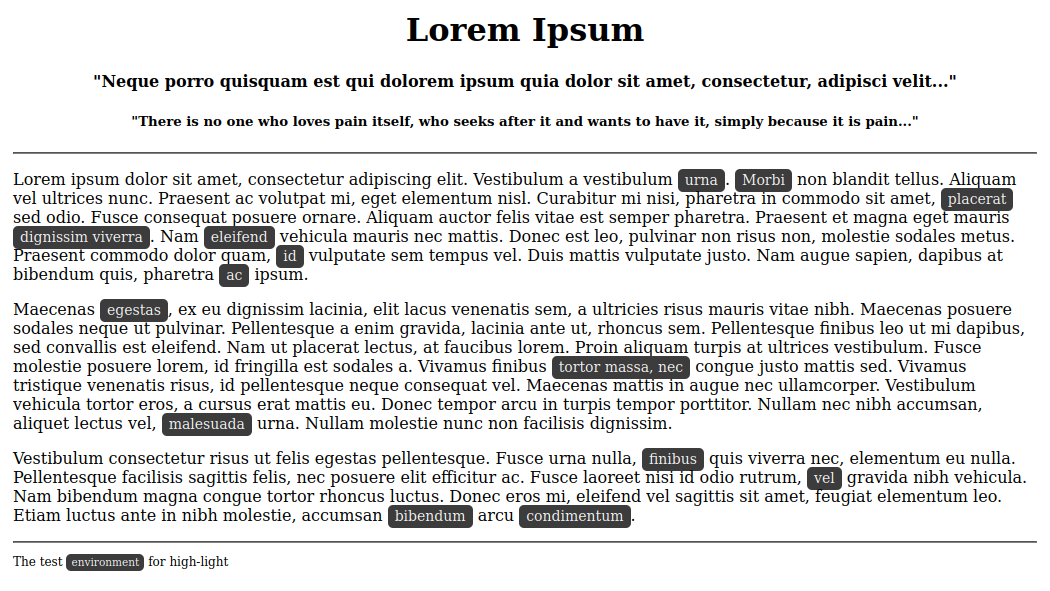 Lorem Ipsum
"Neque porro quisquam est qui dolorem ipsum quia dolor sit amet, consectetur, adipisci velit..."
"There is no one who loves pain itself, who seeks after it and wants to have it, simply because it is pain..."
Lorem ipsum dolor sit amet, consectetur adipiscing elit. Vestibulum a vestibulum urna. Morbi non blandit tellus. Aliquam
vel ultrices nunc. Praesent ac volutpat mi, eget elementum nisl. Curabitur mi nisi, pharetra in commodo sit amet, placerat
sed odio. Fusce consequat posuere ornare. Aliquam auctor felis vitae est semper pharetra. Praesent et magna eget mauris
dignissim viverra. Nam eleifend vehicula mauris nec mattis. Donec est leo, pulvinar non risus non, molestie sodales metus.
Praesent commodo dolor quam, id vulputate sem tempus vel. Duis mattis vulputate justo. Nam augue sapien, dapibus at
bibendum quis, pharetra ac ipsum.
Maecenas egestas, ex eu dignissim lacinia, elit lacus venenatis sem, a ultricies risus mauris vitae nibh. Maecenas posuere
sodales neque ut pulvinar. Pellentesque a enim gravida, lacinia ante ut, rhoncus sem. Pellentesque finibus leo ut mi dapibus,
sed convallis est eleifend. Nam ut placerat lectus, at faucibus lorem. Proin aliquam turpis at ultrices vestibulum. Fusce
molestie posuere lorem, id fringilla est sodales a. Vivamus finibus tortor massa, nec congue justo mattis sed. Vivamus
tristique venenatis risus, id pellentesque neque consequat vel. Maecenas mattis in augue nec ullamcorper. Vestibulum
vehicula tortor eros, a cursus erat mattis eu. Donec tempor arcu in turpis tempor porttitor. Nullam nec nibh accumsan,
aliquet lectus vel, malesuada urna. Nullam molestie nunc non facilisis dignissim.
Vestibulum consectetur risus ut felis egestas pellentesque. Fusce urna nulla, finibus quis viverra nec, elementum eu nulla.
Pellentesque facilisis sagittis felis, nec posuere elit efficitur ac. Fusce laoreet nisi id odio rutrum, vel gravida nibh vehicula.
Nam bibendum magna congue tortor rhoncus luctus. Donec eros mi, eleifend vel sagittis sit amet, feugiat elementum leo.
Etiam luctus ante in nibh molestie, accumsan bibendum arcu condimentum.
The test environment for high-light